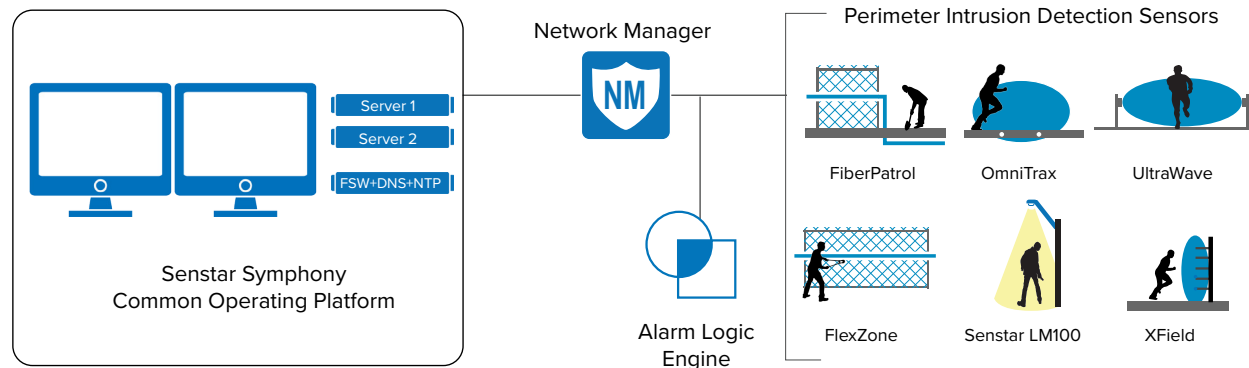 Server 1
Server 2
FSW+DNS+NTP
Senstar Symphony
Common Operating Platform
Network Manager
NM
Alarm Logic
Engine
Perimeter Intrusion Detection Sensors
FiberPatrol
OmniTrax
UltraWave
FlexZone
Senstar LM100
XField